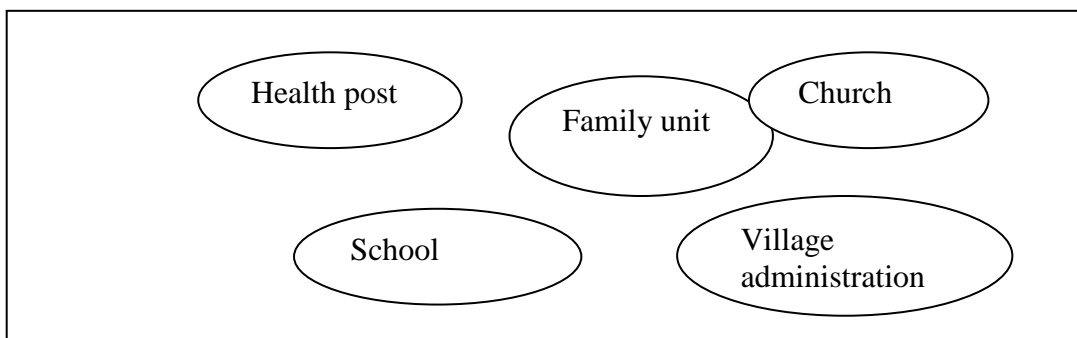 Health post
Family unit
Church
School
Village
administration